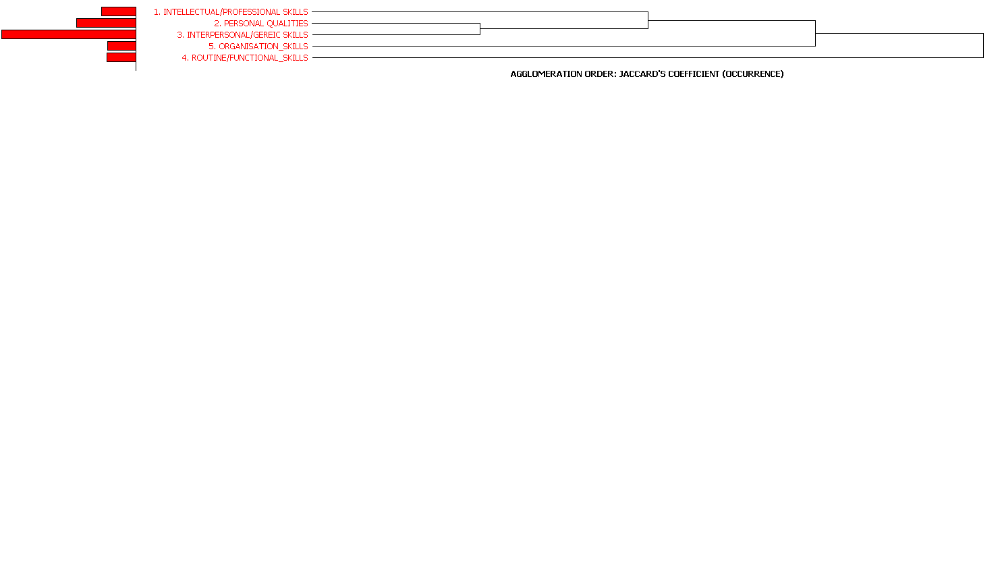 1. INTELLECTUAL/PROFESSIONAL SKILLS
2. PERSONAL QUALITIES
3. INTERPERSONAL/GEREIC SKILLS
5. ORGANISATION_SKILLS
4. ROUTINE/FUNCTIONAL_SKILLS
AGGLOMERATION ORDER: JACCARD'S COEFFICIENT (OCCURRENCE)